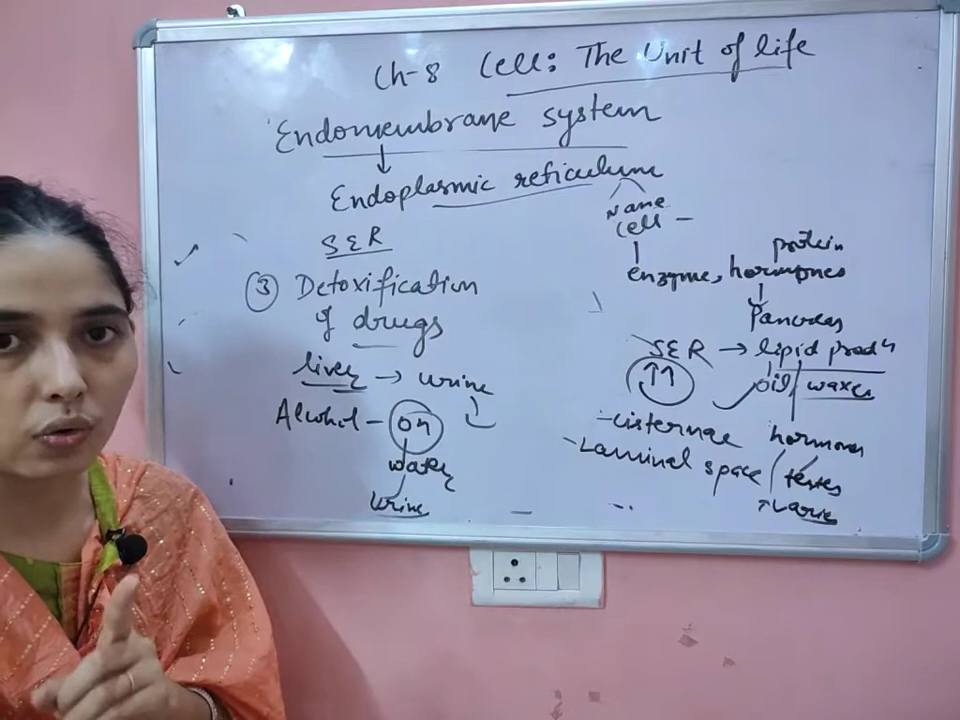 Ch-8 Cell: The Unit of life
Endomembrane system
↓
Endoplasmic reticulum
SER
③ Detoxification
of drugs
liver → urine
Alcohol - OH
water
Urine
Name
cell -
protein
enzyme, hormones
Pancreas
SER → lipid prodⁿ
↑↑
oil/waxes
- cisternae
- Laminal space
hormones
testes